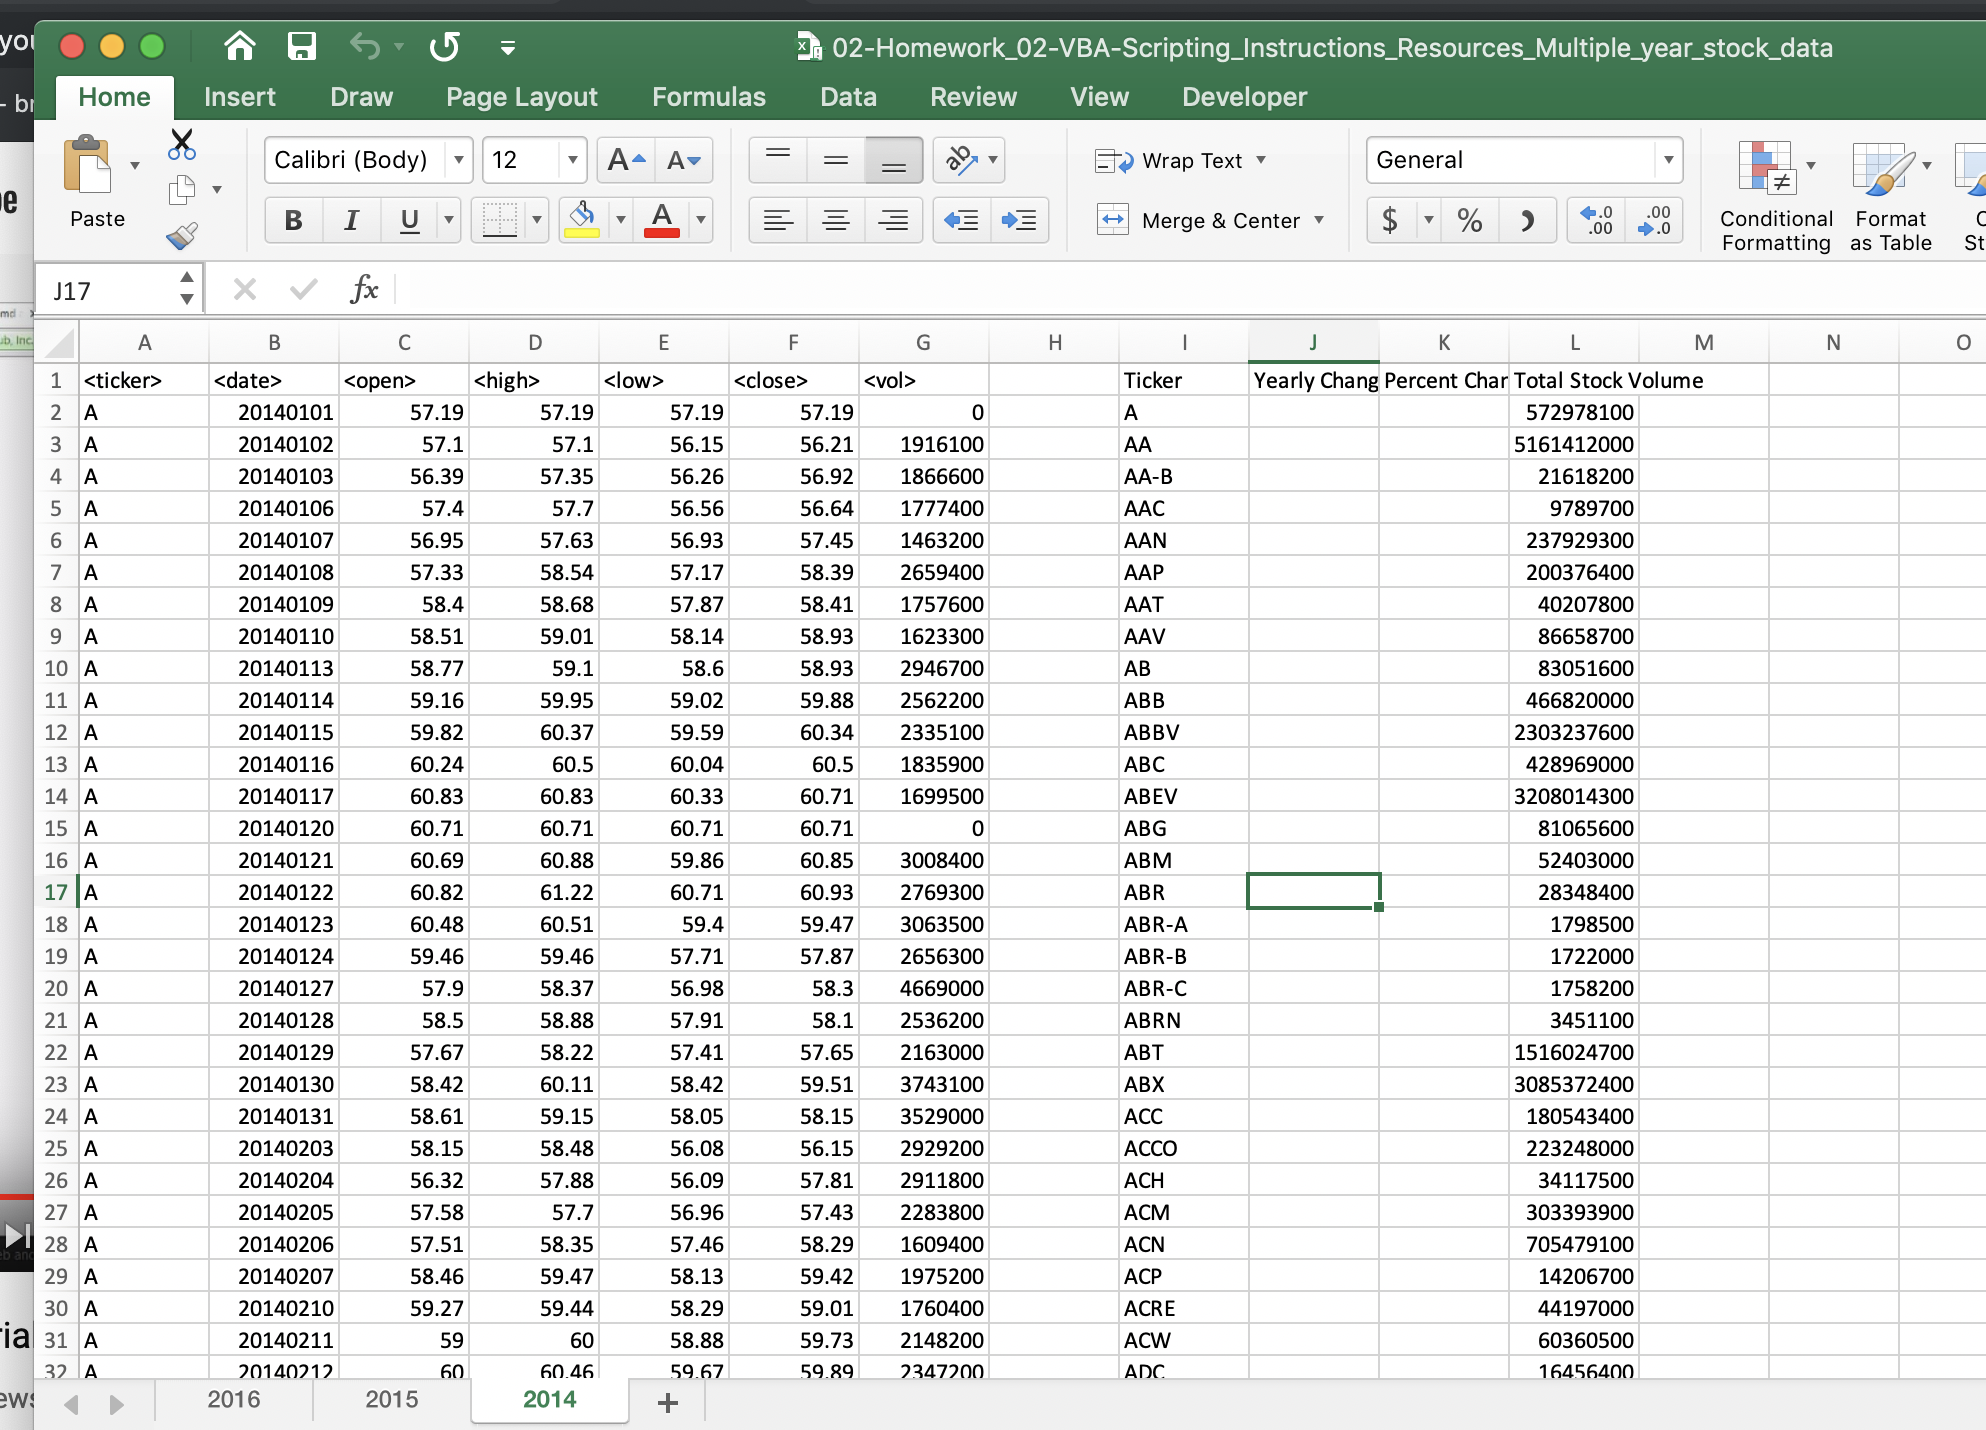 you
- br
02-Homework_02-VBA-Scripting_Instructions_Resources_Multiple_year_stock_data
Home Insert Draw Page Layout Formulas Data Review View Developer
Calibri (Body) 12 A A ab Wrap Text General
Paste B I U A Merge & Center $ % .0 .00 .00 .0 Conditional Formatting Format as Table
J17 fx
A B C D E F G H I J K L M N O
1 <ticker> <date> <open> <high> <low> <close> <vol> Ticker Yearly Chang Percent Char Total Stock Volume
2 A 20140101 57.19 57.19 57.19 57.19 0 A 572978100
3 A 20140102 57.1 57.1 56.15 56.21 1916100 AA 5161412000
4 A 20140103 56.39 57.35 56.26 56.92 1866600 AA-B 21618200
5 A 20140106 57.4 57.7 56.56 56.64 1777400 AAC 9789700
6 A 20140107 56.95 57.63 56.93 57.45 1463200 AAN 237929300
7 A 20140108 57.33 58.54 57.17 58.39 2659400 AAP 200376400
8 A 20140109 58.4 58.68 57.87 58.41 1757600 AAT 40207800
9 A 20140110 58.51 59.01 58.14 58.93 1623300 AAV 86658700
10 A 20140113 58.77 59.1 58.6 58.93 2946700 AB 83051600
11 A 20140114 59.16 59.95 59.02 59.88 2562200 ABB 466820000
12 A 20140115 59.82 60.37 59.59 60.34 2335100 ABBV 2303237600
13 A 20140116 60.24 60.5 60.04 60.5 1835900 ABC 428969000
14 A 20140117 60.83 60.83 60.33 60.71 1699500 ABEV 3208014300
15 A 20140120 60.71 60.71 60.71 60.71 0 ABG 81065600
16 A 20140121 60.69 60.88 59.86 60.85 3008400 ABM 52403000
17 A 20140122 60.82 61.22 60.71 60.93 2769300 ABR 28348400
18 A 20140123 60.48 60.51 59.4 59.47 3063500 ABR-A 1798500
19 A 20140124 59.46 59.46 57.71 57.87 2656300 ABR-B 1722000
20 A 20140127 57.9 58.37 56.98 58.3 4669000 ABR-C 1758200
21 A 20140128 58.5 58.88 57.91 58.1 2536200 ABRN 3451100
22 A 20140129 57.67 58.22 57.41 57.65 2163000 ABT 1516024700
23 A 20140130 58.42 60.11 58.42 59.51 3743100 ABX 3085372400
24 A 20140131 58.61 59.15 58.05 58.15 3529000 ACC 180543400
25 A 20140203 58.15 58.48 56.08 56.15 2929200 ACCO 223248000
26 A 20140204 56.32 57.88 56.09 57.81 2911800 ACH 34117500
27 A 20140205 57.58 57.7 56.96 57.43 2283800 ACM 303393900
28 A 20140206 57.51 58.35 57.46 58.29 1609400 ACN 705479100
29 A 20140207 58.46 59.47 58.13 59.42 1975200 ACP 14206700
30 A 20140210 59.27 59.44 58.29 59.01 1760400 ACRE 44197000
31 A 20140211 59 60 58.88 59.73 2148200 ACW 60360500
32 A 20140212 60 60.46 59.67 59.89 2347200 ADC 16456400
2016 2015 2014